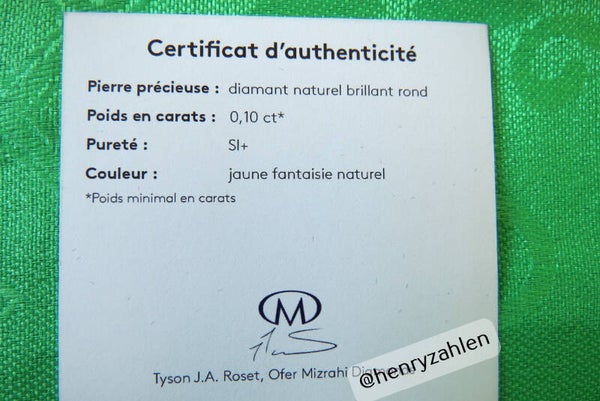 Certificat d'authenticité
Pierre précieuse : diamant naturel brillant rond
Poids en carats : 0,10 ct*
Pureté : SI+
Couleur : jaune fantaisie naturel
*Poids minimal en carats
M
Tyson J.A. Roset, Ofer Mizrahi
@henryzahlen